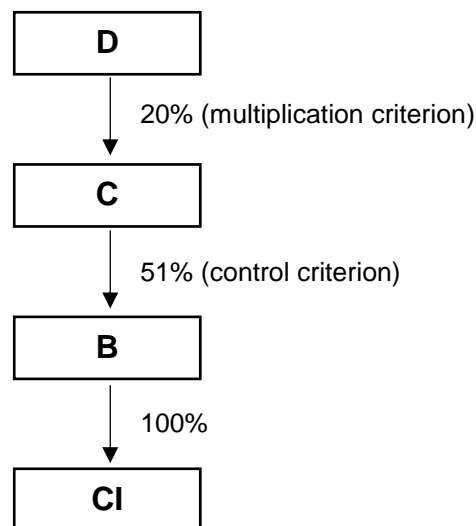 D
20% (multiplication criterion)
C
51% (control criterion)
B
100%
CI